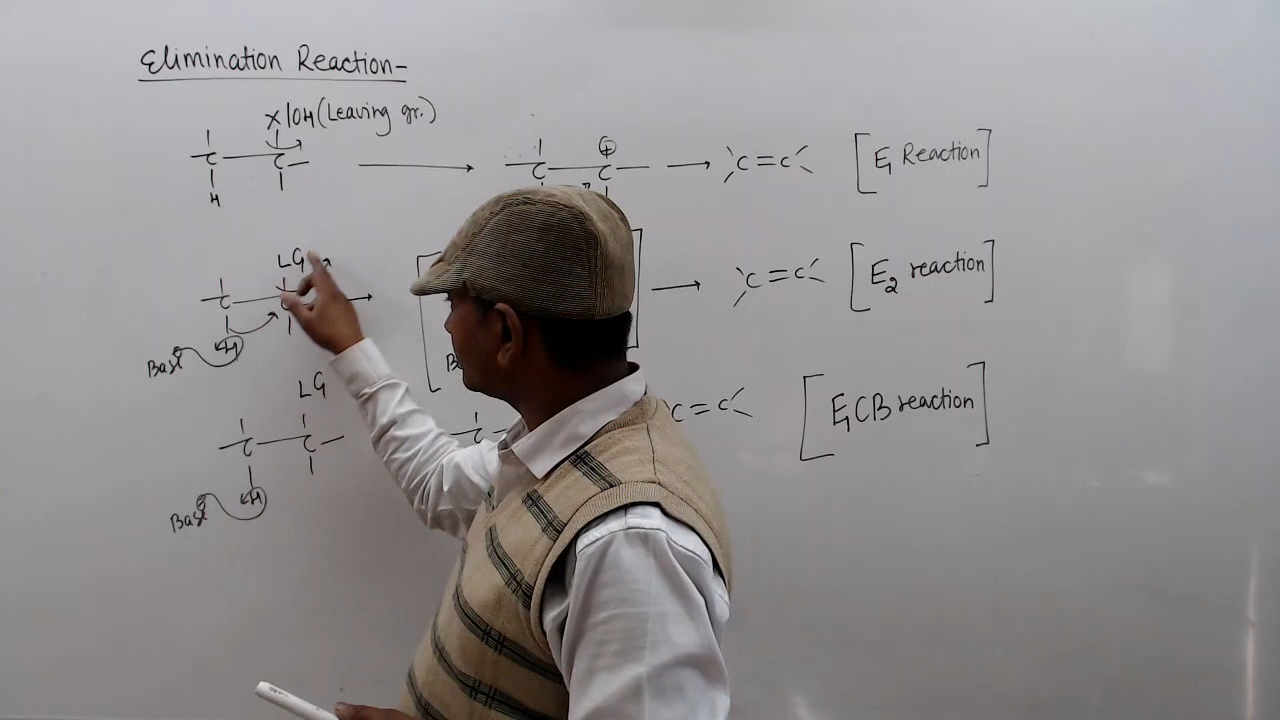 Elimination Reaction-
X/OH (Leaving gr.)
C C C ⊕ C C=C [E1 Reaction]
H
LG
C C C=C [E2 reaction]
Base H
LG
C C C C=C [E1CB reaction]
Base H